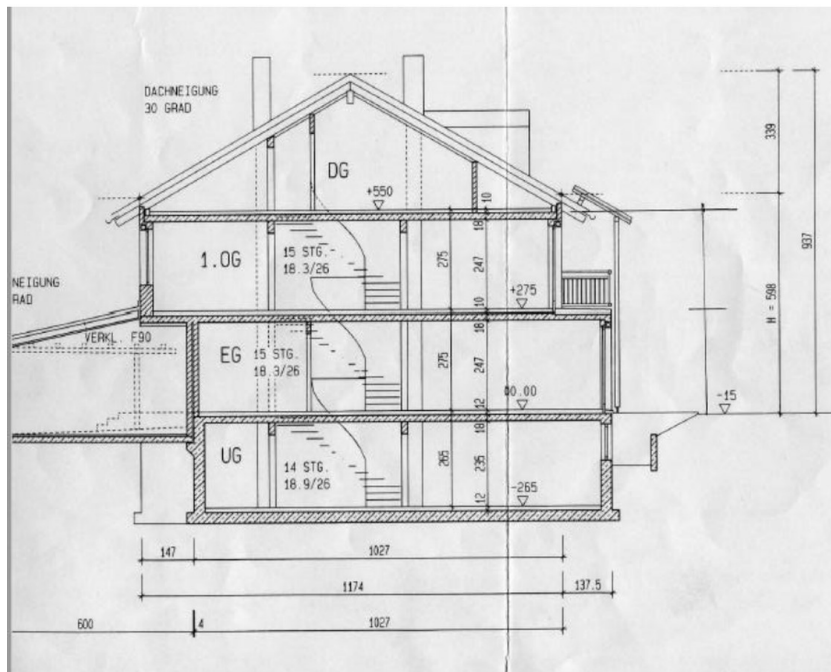 DACHNEIGUNG
30 GRAD
DG
+550
10
339
937
18
1.OG
15 STG.
18.3/26
275
247
+275
10
H = 598
NEIGUNG
RAD
VERKL. F90
18
EG
15 STG.
18.3/26
275
247
00.00
12
-15
18
UG
14 STG.
18.9/26
265
235
-265
12
147
1027
1174
137.5
600
4
1027